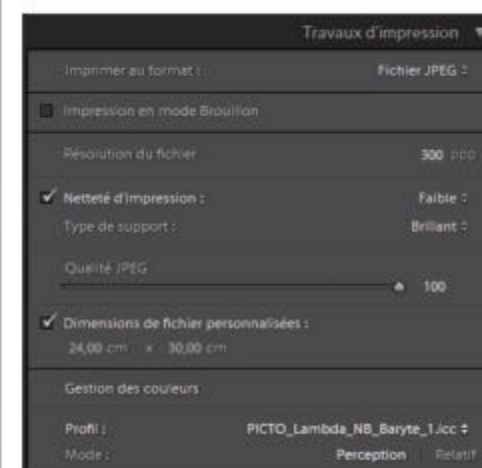 Travaux d'impression
Imprimer au format : Fichier JPEG
Impression en mode Brouillon
Résolution du fichier 300 ppp
Netteté d'impression : Faible
Type de support : Brillant
Qualité JPEG
100
Dimensions de fichier personnalisées :
24,00 cm x 30,00 cm
Gestion des couleurs
Profil : PICTO_Lambda_NB_Baryte_1.icc
Mode : Perception Relatif